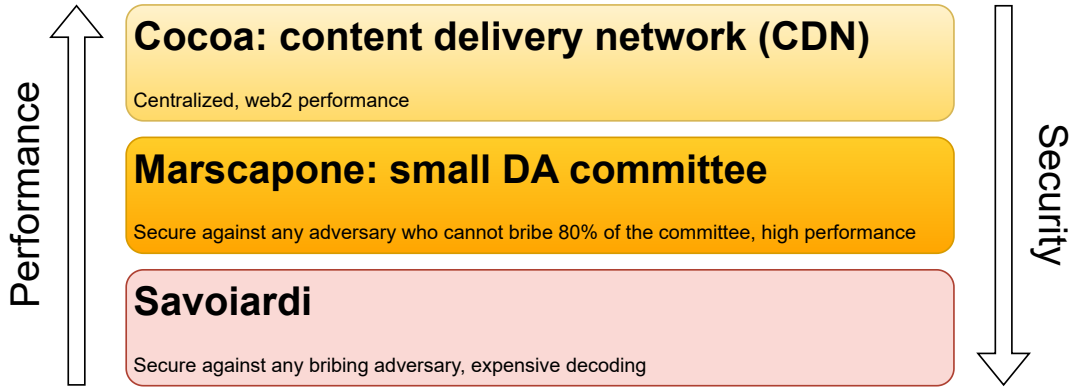 Performance
Cocoa: content delivery network (CDN)
Centralized, web2 performance
Marscapone: small DA committee
Secure against any adversary who cannot bribe 80% of the committee, high performance
Savoiardi
Secure against any bribing adversary, expensive decoding
Security